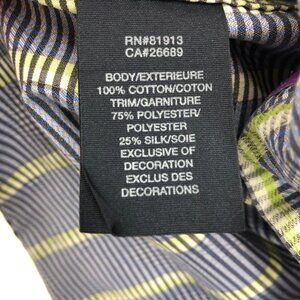 RN#81913
CA#26689
BODY/EXTERIEURE
100% COTTON/COTON
TRIM/GARNITURE
75% POLYESTER/
POLYESTER
25% SILK/SOIE
EXCLUSIVE OF
DECORATION
EXCLUS DES
DECORATIONS